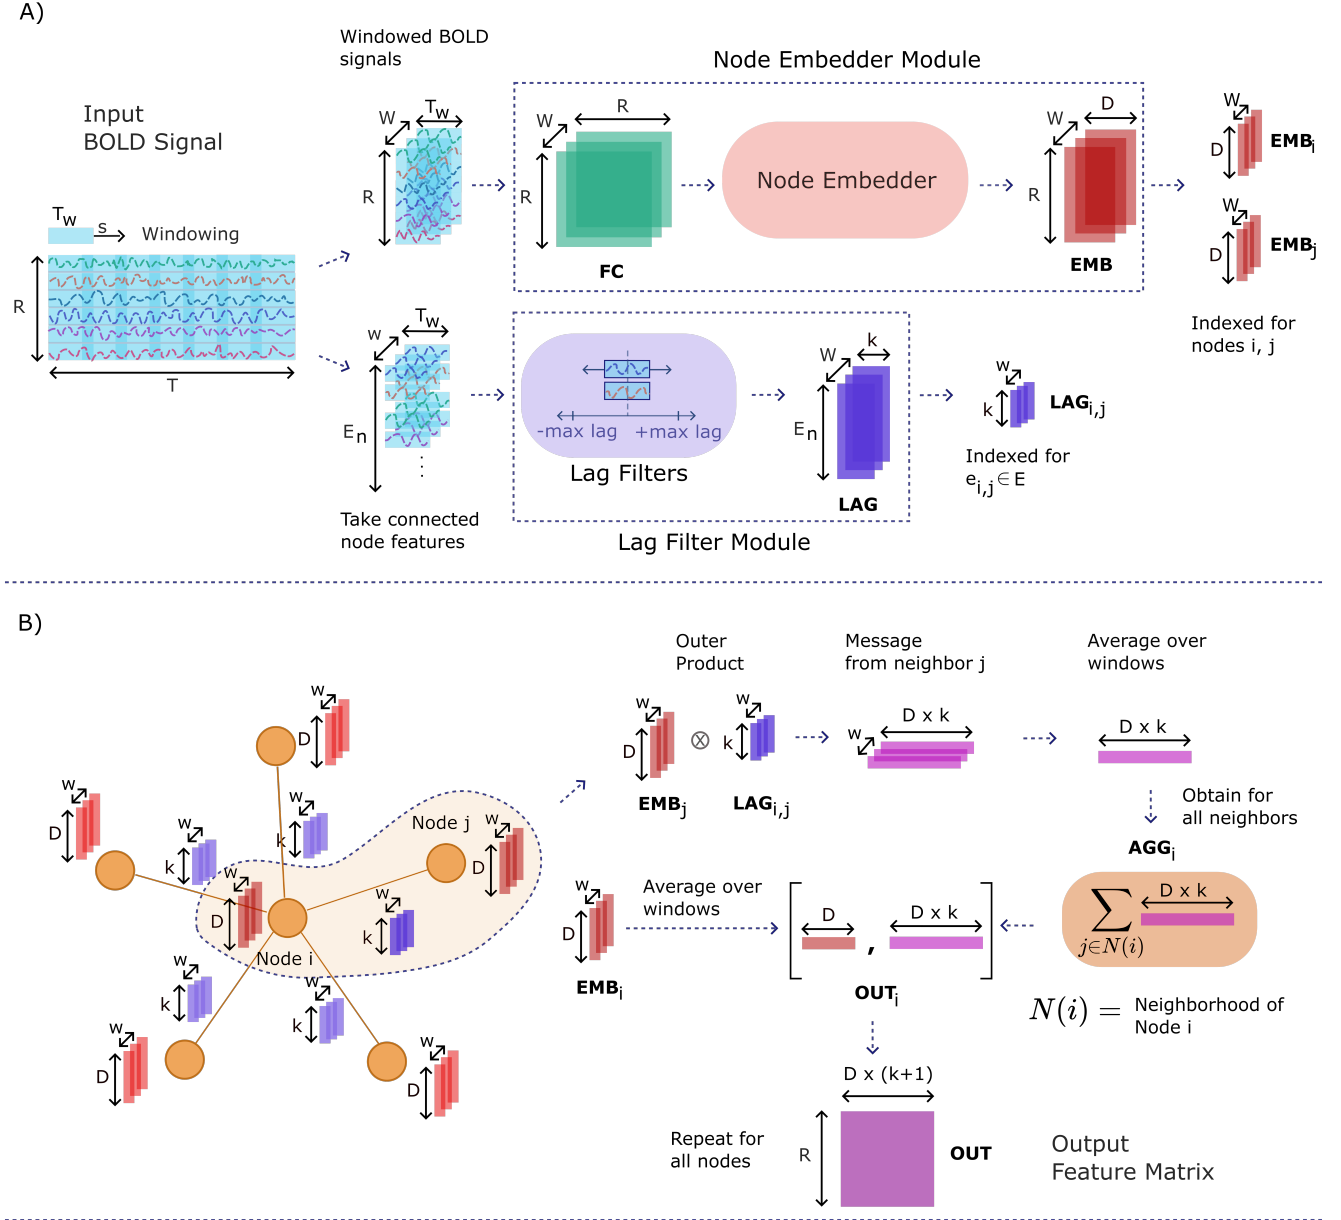 A)
Windowed BOLD
signals
Node Embedder Module
Input
BOLD Signal
W
Tw
R
W
R
R
FC
Node Embedder
W
D
R
EMB
W
D
EMBi
W
D
EMBj
Indexed for
nodes i, j
Tw
s
Windowing
R
T
w
Tw
En
Take connected
node features
-max lag
+max lag
Lag Filters
W
k
En
LAG
Lag Filter Module
w
k
LAGi,j
Indexed for
ei,j ∈ E
B)
Outer
Product
Message
from neighbor j
Average over
windows
w
D
w
D
w
k
w
k
Node j
w
D
w
D
Node i
w
k
w
k
w
k
w
D
w
D
w
D
EMBj
⊗
w
k
LAGi,j
w
D x k
D x k
Obtain for
all neighbors
AGGi
∑ j∈N(i)
D x k
w
D
EMBi
Average over
windows
[ D , D x k ]
OUTi
N(i) = Neighborhood of
Node i
D x (k+1)
Repeat for
all nodes
R
OUT
Output
Feature Matrix